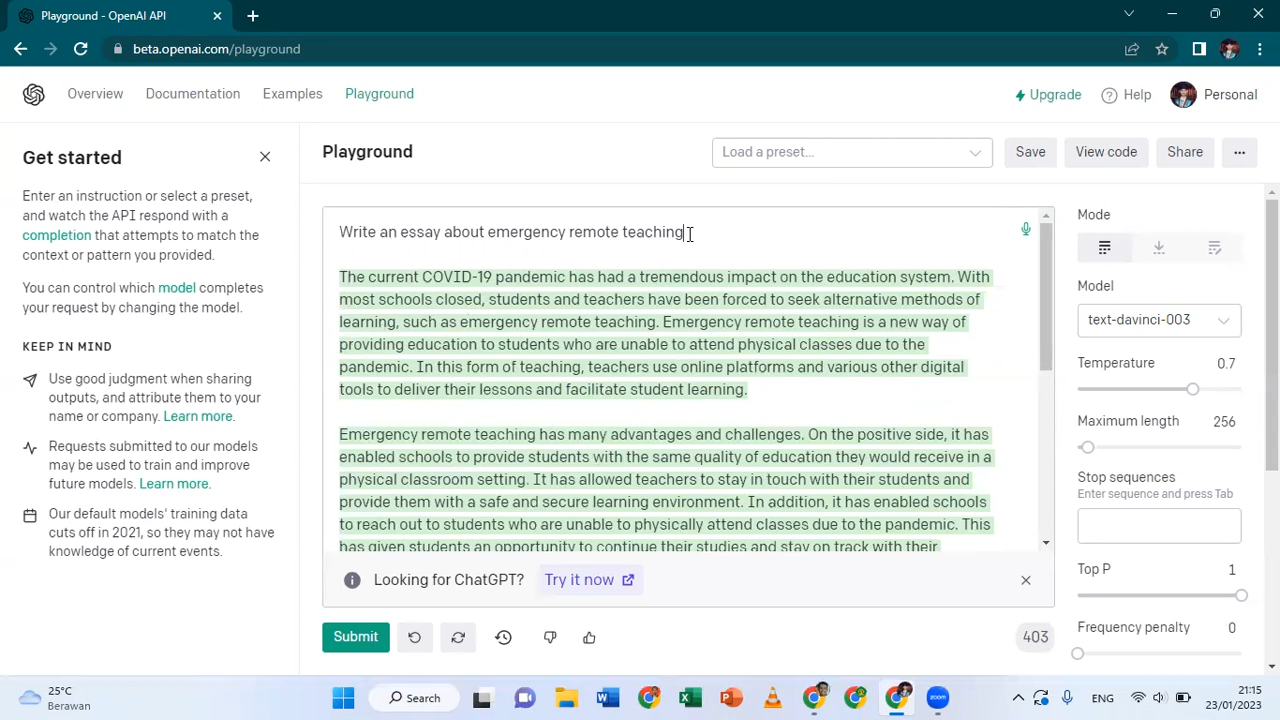 Playground - OpenAI API
beta.openai.com/playground
Overview
Documentation
Examples
Playground
Upgrade
Help
Personal
Get started
Enter an instruction or select a preset,
and watch the API respond with a
completion that attempts to match the
context or pattern you provided.
You can control which model completes
your request by changing the model.
KEEP IN MIND
Use good judgment when sharing
outputs, and attribute them to your
name or company. Learn more.
Requests submitted to our models
may be used to train and improve
future models. Learn more.
Our default models' training data
cuts off in 2021, so they may not have
knowledge of current events.
Playground
Load a preset...
Save
View code
Share
...
Write an essay about emergency remote teaching
The current COVID-19 pandemic has had a tremendous impact on the education system. With
most schools closed, students and teachers have been forced to seek alternative methods of
learning, such as emergency remote teaching. Emergency remote teaching is a new way of
providing education to students who are unable to attend physical classes due to the
pandemic. In this form of teaching, teachers use online platforms and various other digital
tools to deliver their lessons and facilitate student learning.
Emergency remote teaching has many advantages and challenges. On the positive side, it has
enabled schools to provide students with the same quality of education they would receive in a
physical classroom setting. It has allowed teachers to stay in touch with their students and
provide them with a safe and secure learning environment. In addition, it has enabled schools
to reach out to students who are unable to physically attend classes due to the pandemic. This
has given students an opportunity to continue their studies and stay on track with their
Looking for ChatGPT?
Try it now
Submit
403
Mode
Model
text-davinci-003
Temperature 0.7
Maximum length 256
Stop sequences
Enter sequence and press Tab
Top P 1
Frequency penalty 0
25°C
Berawan
Search
ENG
21:15
23/01/2023